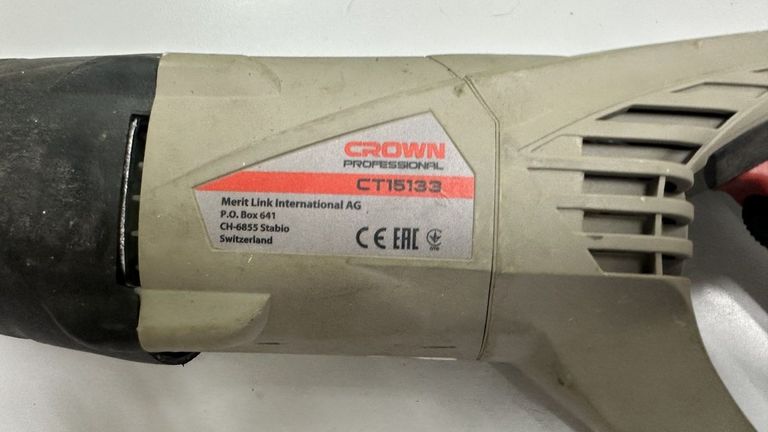 CROWN
PROFESSIONAL
CT15133
Merit Link International AG
P.O. Box 641
CH-6855 Stabio
Switzerland
CE EAC